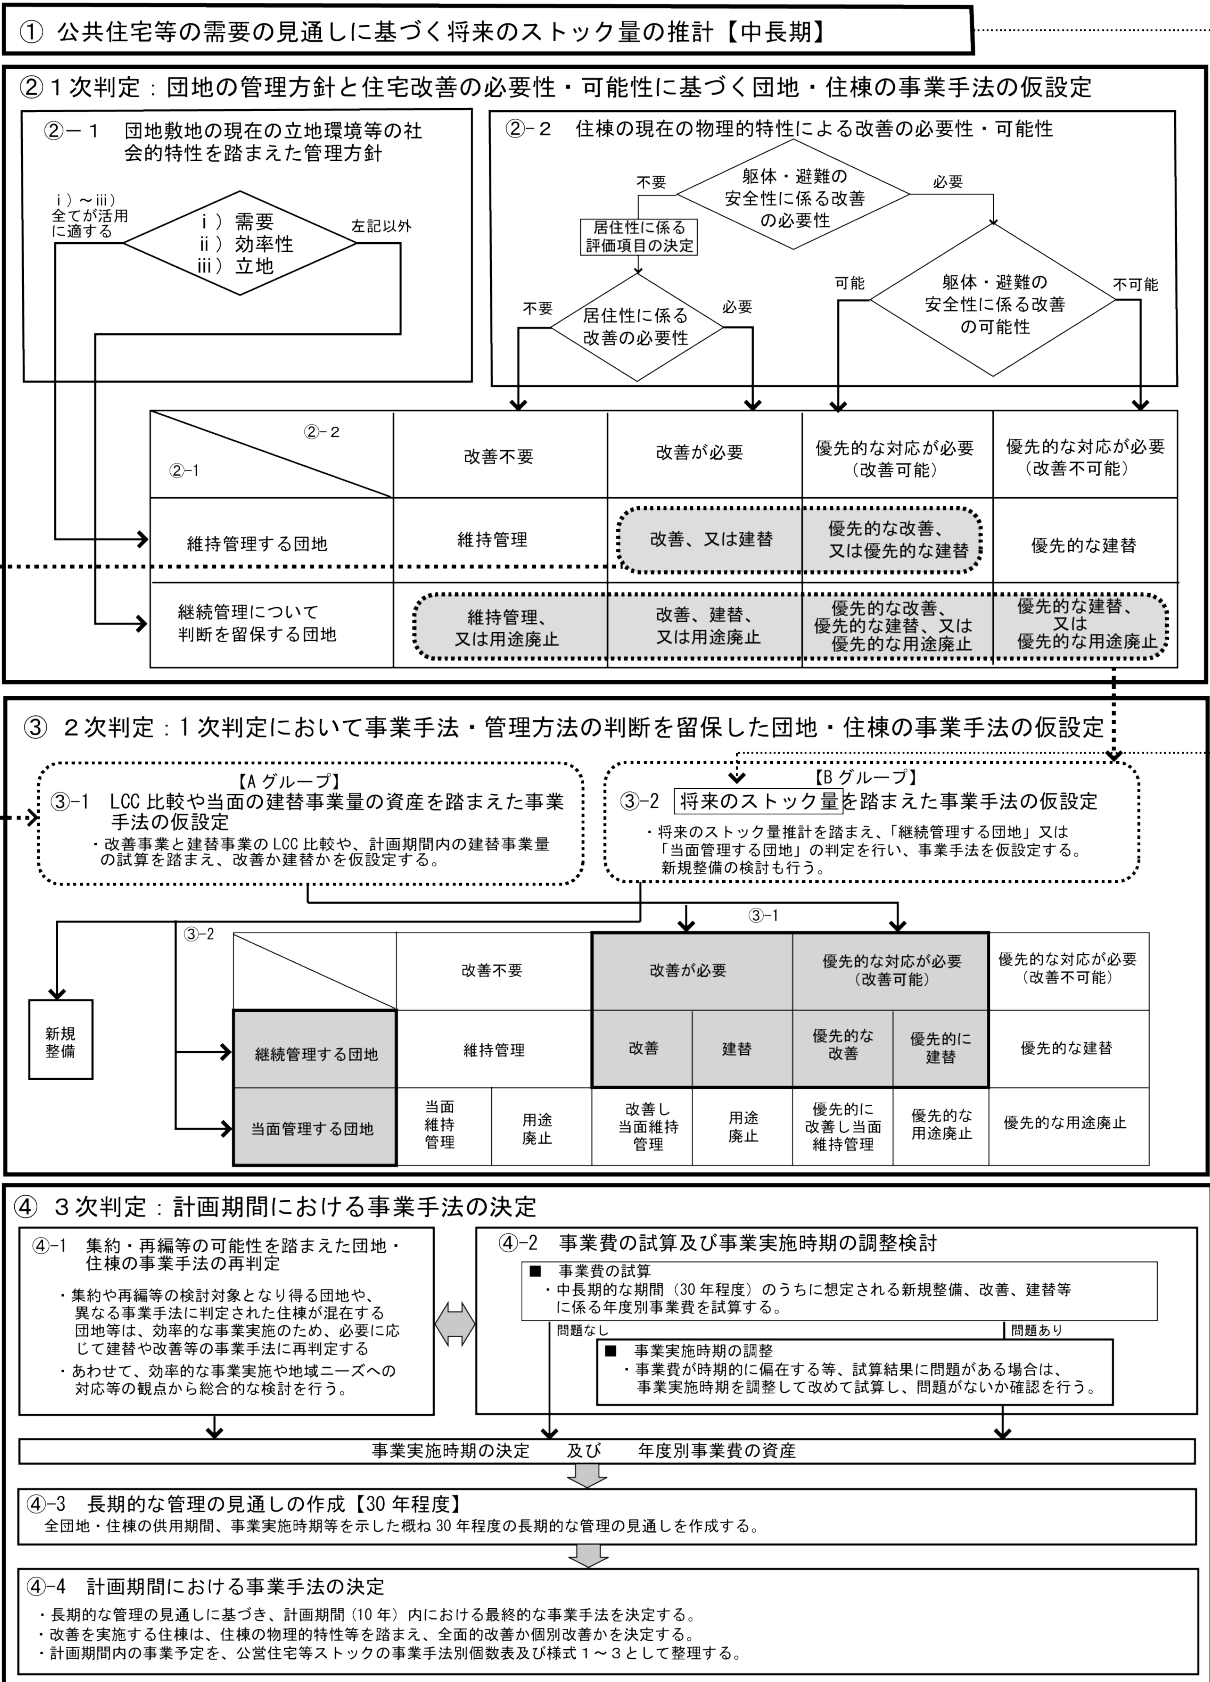 ① 公共住宅等の需要の見通しに基づく将来のストック量の推計【中長期】
②１次判定：団地の管理方針と住宅改善の必要性・可能性に基づく団地・住棟の事業手法の仮設定
②－１ 団地敷地の現在の立地環境等の社
会的特性を踏まえた管理方針
ⅰ）～ⅲ）
全てが活用
に適する
ⅰ）需要
ⅱ）効率性
ⅲ）立地
左記以外
②-２ 住棟の現在の物理的特性による改善の必要性・可能性
躯体・避難の
安全性に係る改善
の必要性
不要
必要
居住性に係る
評価項目の決定
居住性に係る
改善の必要性
不要
必要
躯体・避難の
安全性に係る改善
の可能性
可能
不可能
②-２
②-1
改善不要
改善が必要
優先的な対応が必要
（改善可能）
優先的な対応が必要
（改善不可能）
維持管理する団地
維持管理
改善、又は建替
優先的な改善、
又は優先的な建替
優先的な建替
継続管理について
判断を留保する団地
維持管理、
又は用途廃止
改善、建替、
又は用途廃止
優先的な改善、
優先的な建替、又は
優先的な用途廃止
優先的な建替、
又は
優先的な用途廃止
③ ２次判定：１次判定において事業手法・管理方法の判断を留保した団地・住棟の事業手法の仮設定
【A グループ】
③-1 LCC 比較や当面の建替事業量の資産を踏まえた事業
手法の仮設定
・改善事業と建替事業の LCC 比較や、計画期間内の建替事業量
の試算を踏まえ、改善か建替かを仮設定する。
【B グループ】
③-2 将来のストック量を踏まえた事業手法の仮設定
・将来のストック量推計を踏まえ、「継続管理する団地」又は
「当面管理する団地」の判定を行い、事業手法を仮設定する。
新規整備の検討も行う。
③-1
③-2
新規
整備
改善不要
改善が必要
優先的な対応が必要
（改善可能）
優先的な対応が必要
（改善不可能）
継続管理する団地
維持管理
改善
建替
優先的な
改善
優先的に
建替
優先的な建替
当面管理する団地
当面
維持
管理
用途
廃止
改善し
当面維持
管理
用途
廃止
優先的に
改善し当面
維持管理
優先的な
用途廃止
優先的な用途廃止
④ ３次判定：計画期間における事業手法の決定
④-1 集約・再編等の可能性を踏まえた団地・
住棟の事業手法の再判定
・集約や再編等の検討対象となり得る団地や、
異なる事業手法に判定された住棟が混在する
団地等は、効率的な事業実施のため、必要に応
じて建替や改善等の事業手法に再判定する
・あわせて、効率的な事業実施や地域ニーズへの
対応等の観点から総合的な検討を行う。
④-2 事業費の試算及び事業実施時期の調整検討
■ 事業費の試算
・中長期的な期間（30 年程度）のうちに想定される新規整備、改善、建替等
に係る年度別事業費を試算する。
問題なし
問題あり
■ 事業実施時期の調整
・事業費が時期的に偏在する等、試算結果に問題がある場合は、
事業実施時期を調整して改めて試算し、問題がないか確認を行う。
事業実施時期の決定 及び 年度別事業費の資産
④-3 長期的な管理の見通しの作成【30 年程度】
全団地・住棟の供用期間、事業実施時期等を示した概ね 30 年程度の長期的な管理の見通しを作成する。
④-4 計画期間における事業手法の決定
・長期的な管理の見通しに基づき、計画期間（10 年）内における最終的な事業手法を決定する。
・改善を実施する住棟は、住棟の物理的特性等を踏まえ、全面的改善か個別改善かを決定する。
・計画期間内の事業予定を、公営住宅等ストックの事業手法別個数表及び様式１～３として整理する。